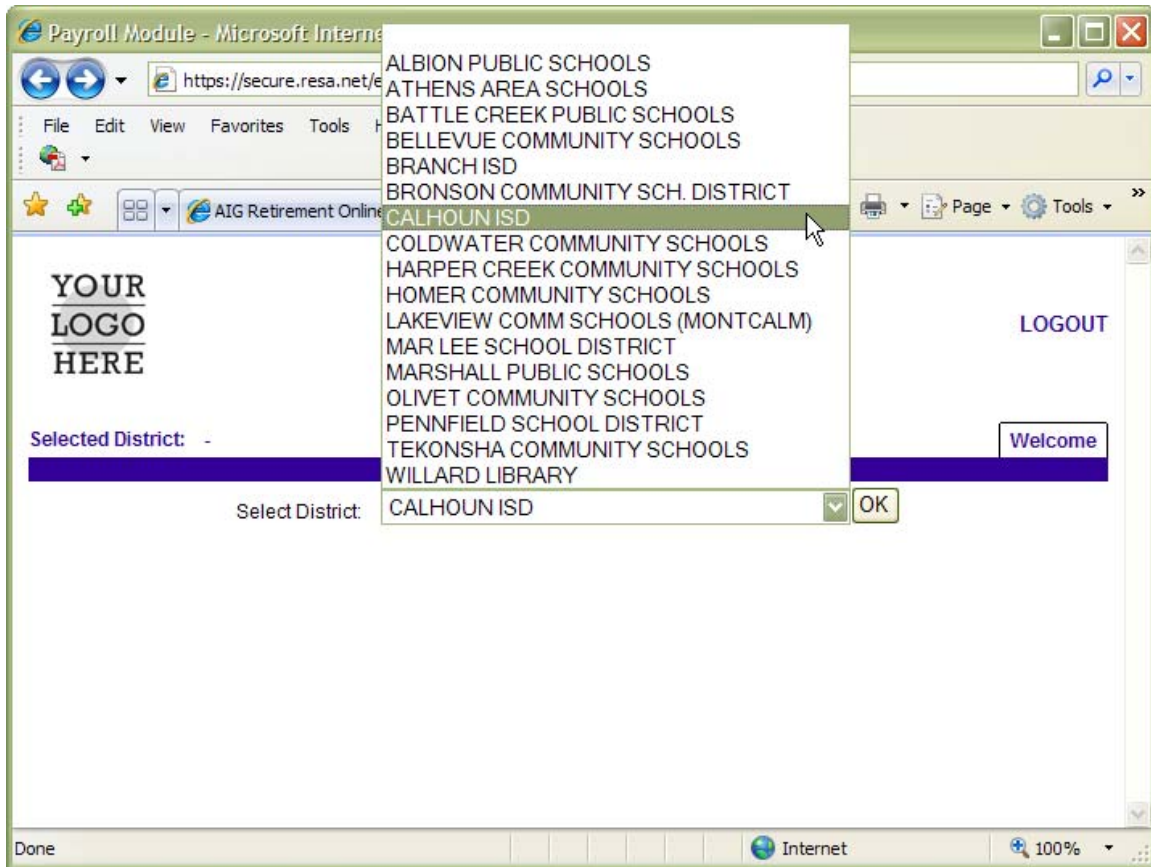 Payroll Module - Microsoft Interne
https://secure.resa.net/e
File Edit View Favorites Tools
AIG Retirement Online
Page
Tools
»
ALBION PUBLIC SCHOOLS
ATHENS AREA SCHOOLS
BATTLE CREEK PUBLIC SCHOOLS
BELLEVUE COMMUNITY SCHOOLS
BRANCH ISD
BRONSON COMMUNITY SCH. DISTRICT
CALHOUN ISD
COLDWATER COMMUNITY SCHOOLS
HARPER CREEK COMMUNITY SCHOOLS
HOMER COMMUNITY SCHOOLS
LAKEVIEW COMM SCHOOLS (MONTCALM)
MAR LEE SCHOOL DISTRICT
MARSHALL PUBLIC SCHOOLS
OLIVET COMMUNITY SCHOOLS
PENNFIELD SCHOOL DISTRICT
TEKONSHA COMMUNITY SCHOOLS
WILLARD LIBRARY
YOUR
LOGO
HERE
LOGOUT
Selected District: -
Welcome
Select District: CALHOUN ISD OK
Done Internet 100%